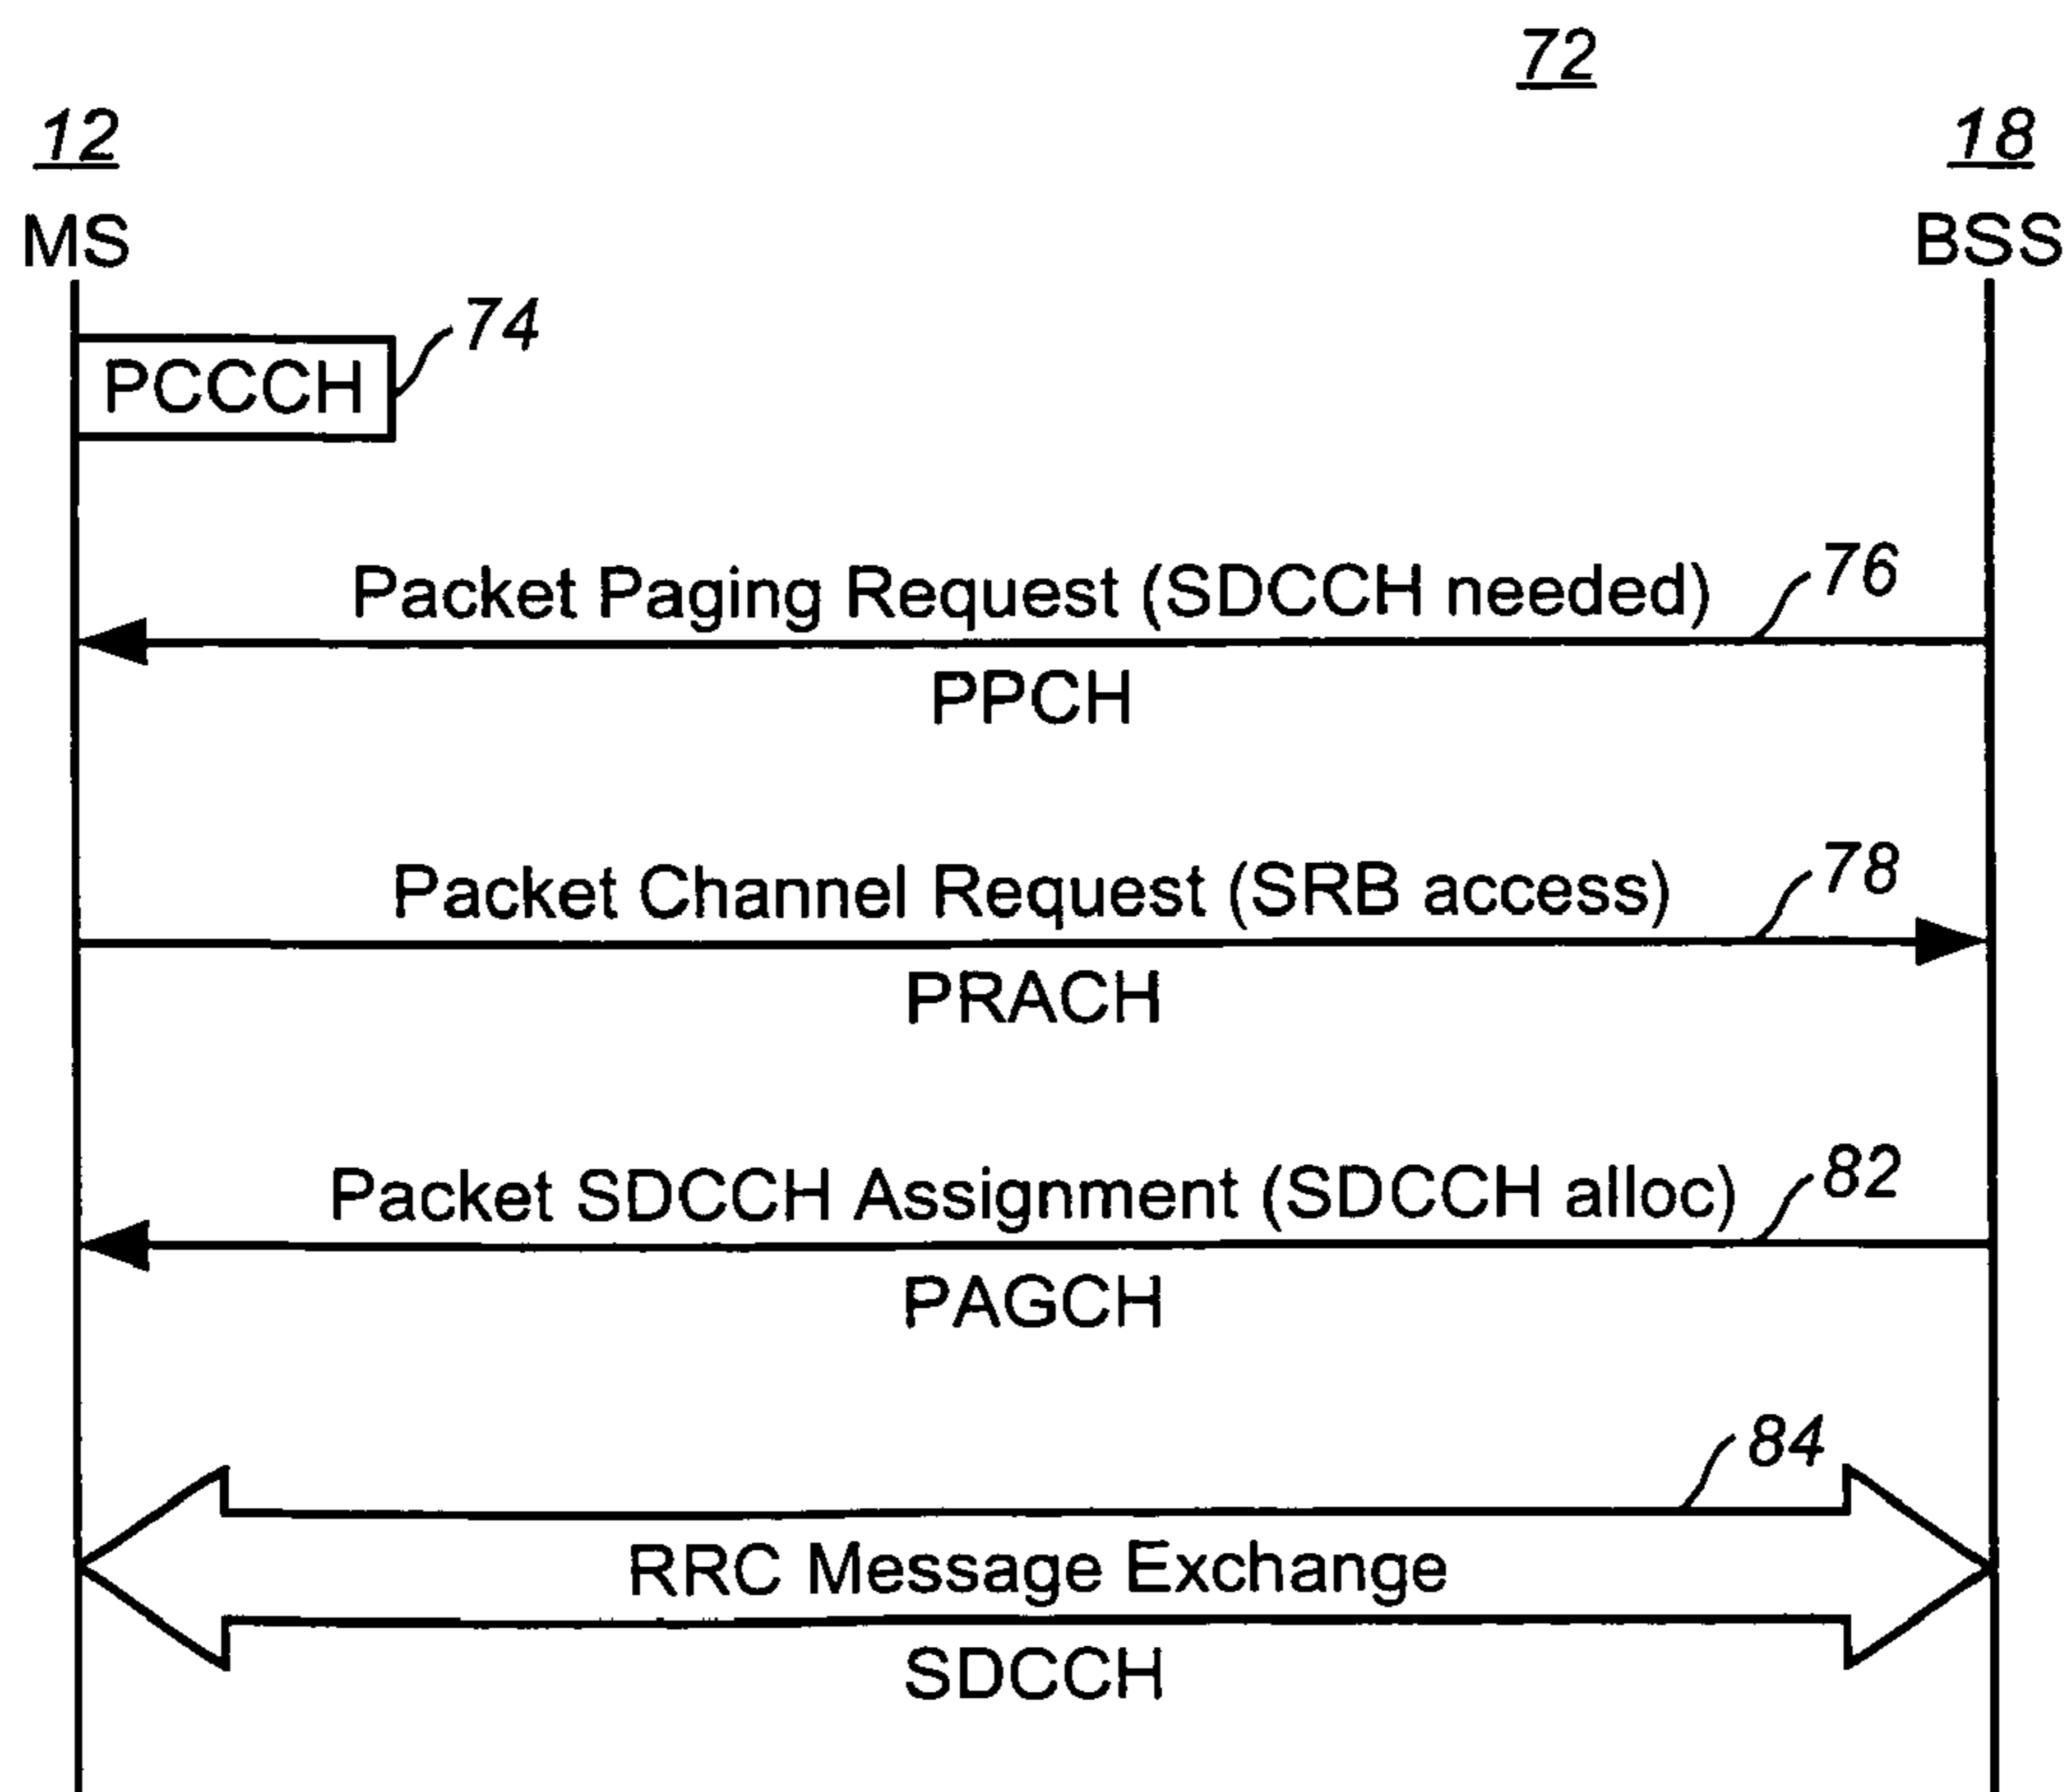 72
12
18
MS
BSS
74
PCCCH
76
Packet Paging Request (SDCCH needed)
PPCH
78
Packet Channel Request (SRB access)
PRACH
82
Packet SDCCH Assignment (SDCCH alloc)
PAGCH
84
RRC Message Exchange
SDCCH